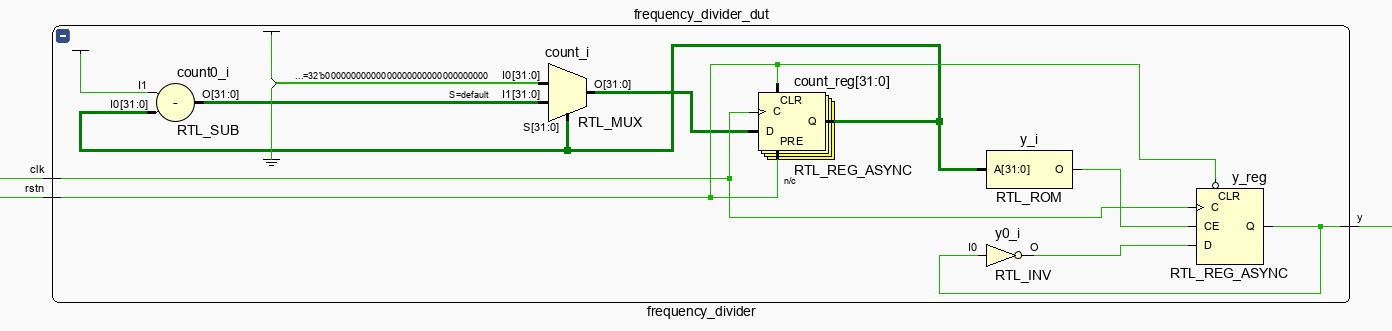 frequency_divider_dut
count0_i
I1
I0[31:0]
-
O[31:0]
RTL_SUB
...=32'b00000000000000000000000000000000
S=default
count_i
I0[31:0]
I1[31:0]
S[31:0]
O[31:0]
RTL_MUX
count_reg[31:0]
CLR
C
D
Q
PRE
RTL_REG_ASYNC
n/c
clk
rstn
y_i
A[31:0]
O
RTL_ROM
y0_i
I0
O
RTL_INV
y_reg
CLR
C
CE
Q
D
RTL_REG_ASYNC
y
frequency_divider